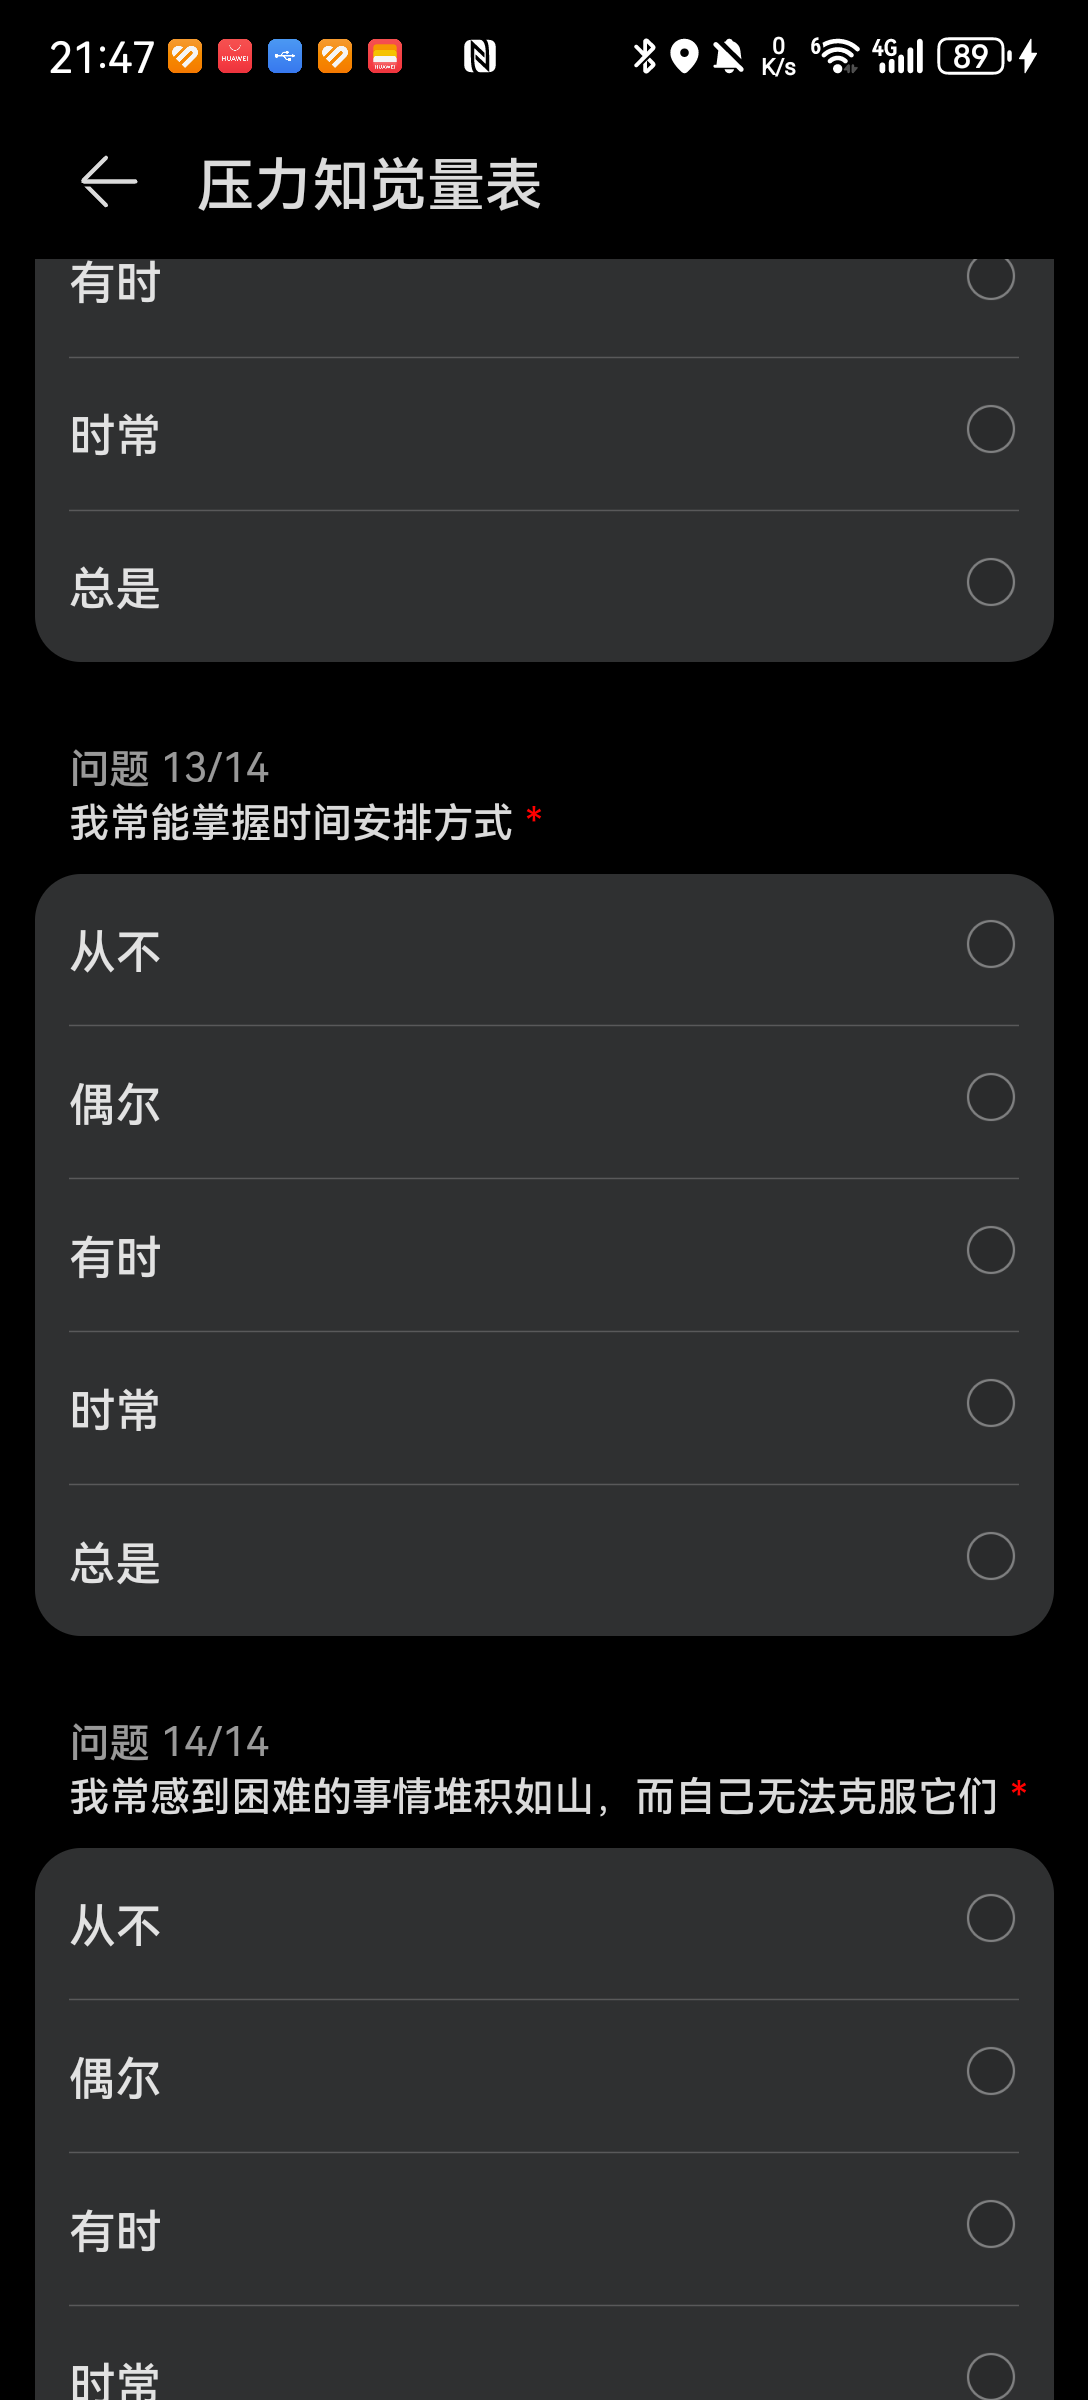 21:47
HUAWEI
HUAWEI
0
K/s
6
4G
89
压力知觉量表
有时
时常
总是
问题 13/14
我常能掌握时间安排方式 *
从不
偶尔
有时
时常
总是
问题 14/14
我常感到困难的事情堆积如山，而自己无法克服它们 *
从不
偶尔
有时
时常